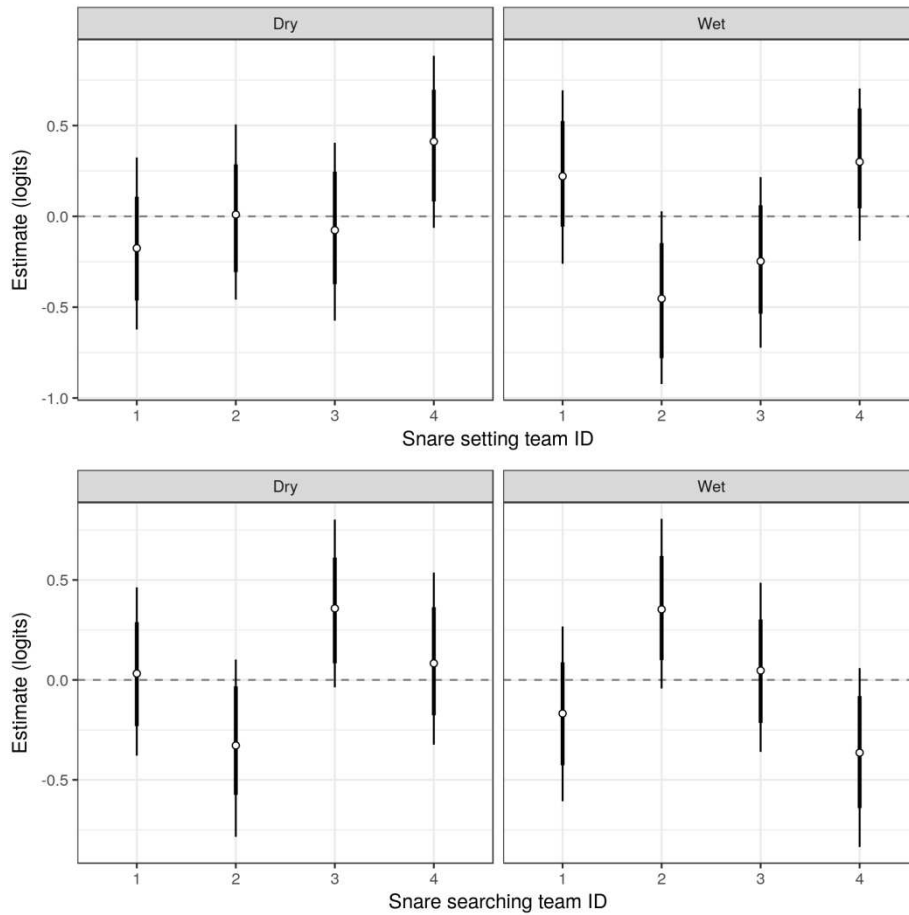 Dry Wet
Estimate (logits)
0.5
0.0
-0.5
-1.0
1 2 3 4 1 2 3 4
Snare setting team ID
Dry Wet
Estimate (logits)
0.5
0.0
-0.5
1 2 3 4 1 2 3 4
Snare searching team ID